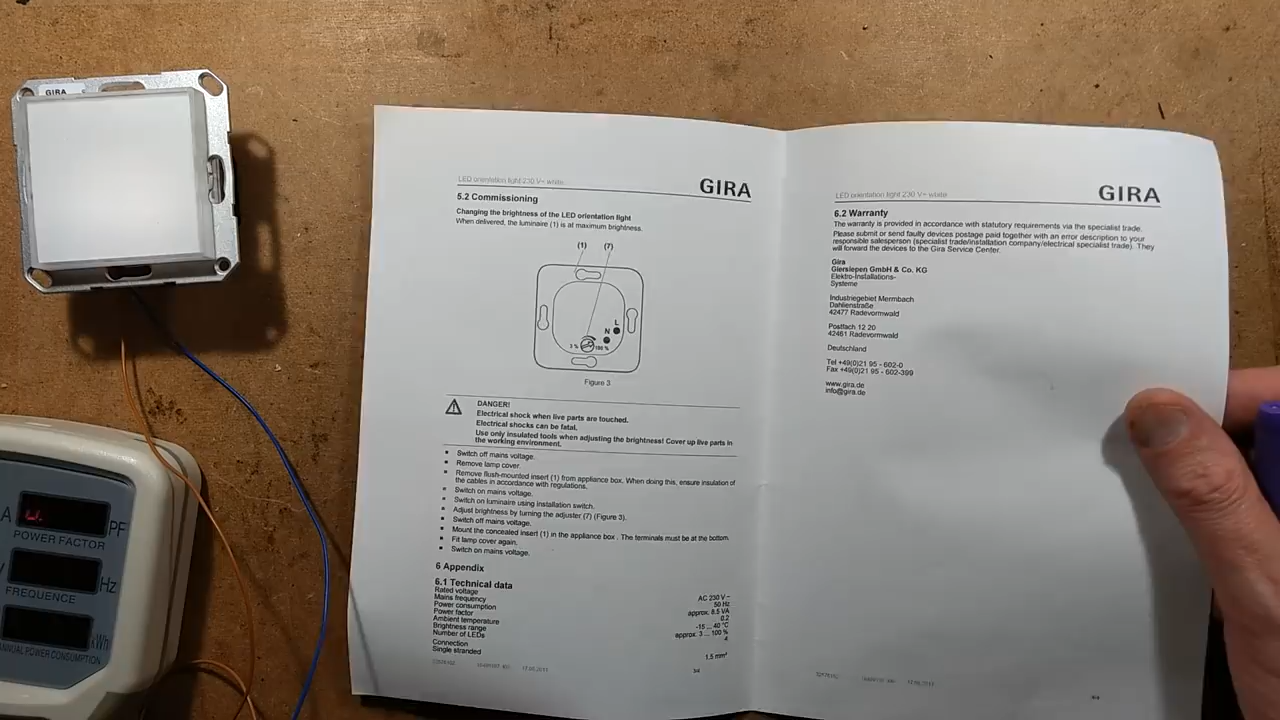 GIRA
A
PF
POWER FACTOR
Hz
FREQUENCY
KWh
ANNUAL POWER CONSUMPTION
LED orientation light 230 V~ white
GIRA
5.2 Commissioning
Changing the brightness of the LED orientation light
When delivered, the luminaire (1) is at maximum brightness.
(1) (7)
L
N
3 % 100 %
Figure 3
DANGER!
Electrical shock when live parts are touched.
Electrical shocks can be fatal.
Use only insulated tools when adjusting the brightness! Cover up live parts in
the working environment.
Switch off mains voltage.
Remove lamp cover.
Remove flush-mounted insert (1) from appliance box. When doing this, ensure insulation of
the cables in accordance with regulations.
Switch on mains voltage.
Switch on luminaire using installation switch.
Adjust brightness by turning the adjuster (7) (Figure 3).
Switch off mains voltage.
Mount the concealed insert (1) in the appliance box . The terminals must be at the bottom.
Fit lamp cover again.
Switch on mains voltage.
6 Appendix
6.1 Technical data
Rated voltage AC 230 V~
Mains frequency 50 Hz
Power consumption approx. 8.5 VA
Power factor 0.2
Ambient temperature -15 ... 40 °C
Brightness range approx. 3 ... 100 %
Number of LEDs 4
Connection
Single stranded 1.5 mm²
3/4
LED orientation light 230 V~ white
GIRA
6.2 Warranty
The warranty is provided in accordance with statutory requirements via the specialist trade.
Please submit or send faulty devices postage paid together with an error description to your
responsible salesperson (specialist trade/installation company/electrical specialist trade). They
will forward the devices to the Gira Service Center.
Gira
Giersiepen GmbH & Co. KG
Elektro-Installations-
Systeme
Industriegebiet Mermbach
Dahlienstraße
42477 Radevormwald
Postfach 12 20
42461 Radevormwald
Deutschland
Tel +49(0)21 95 - 602-0
Fax +49(0)21 95 - 602-399
www.gira.de
info@gira.de
4/4